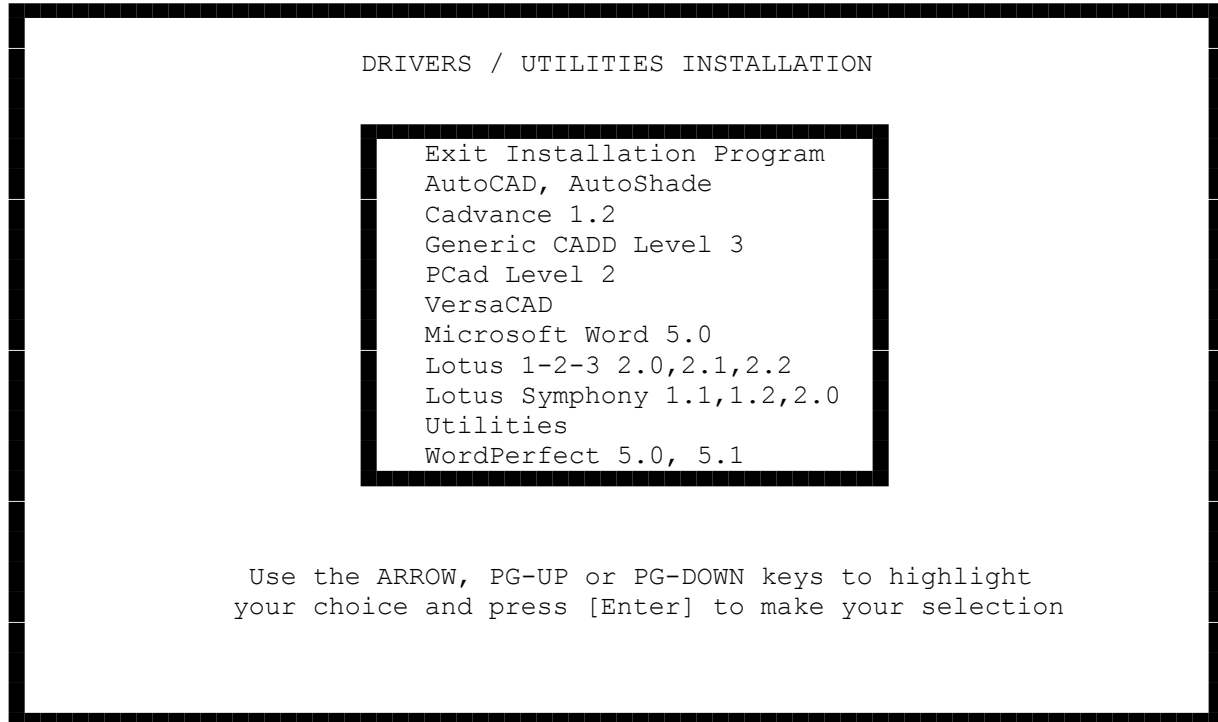 DRIVERS / UTILITIES INSTALLATION
Exit Installation Program
AutoCAD, AutoShade
Cadvance 1.2
Generic CADD Level 3
PCad Level 2
VersaCAD
Microsoft Word 5.0
Lotus 1-2-3 2.0,2.1,2.2
Lotus Symphony 1.1,1.2,2.0
Utilities
WordPerfect 5.0, 5.1
Use the ARROW, PG-UP or PG-DOWN keys to highlight
your choice and press [Enter] to make your selection